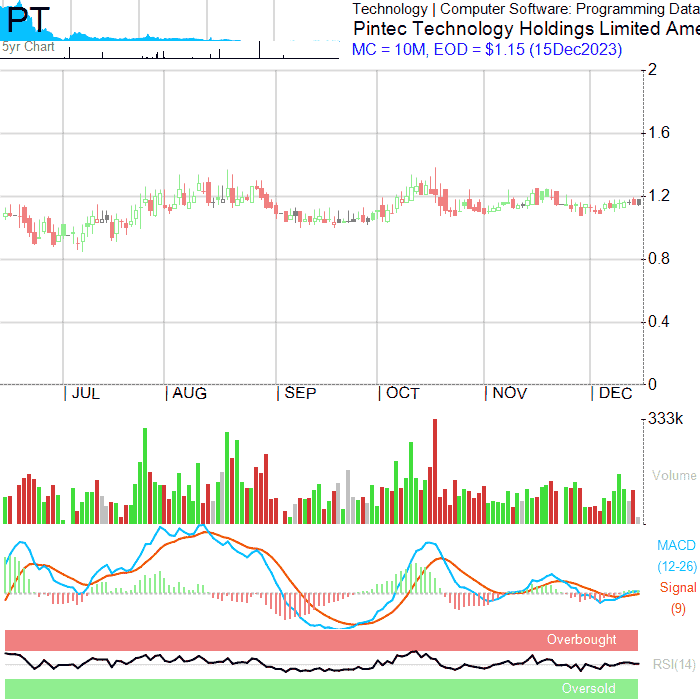 PT
5yr Chart
Technology | Computer Software: Programming Data
Pintec Technology Holdings Limited Ame
MC = 10M, EOD = $1.15 (15Dec2023)
2
1.6
1.2
0.8
0.4
0
JUL AUG SEP OCT NOV DEC
333k
Volume
MACD
(12-26)
Signal
(9)
Overbought
RSI(14)
Oversold